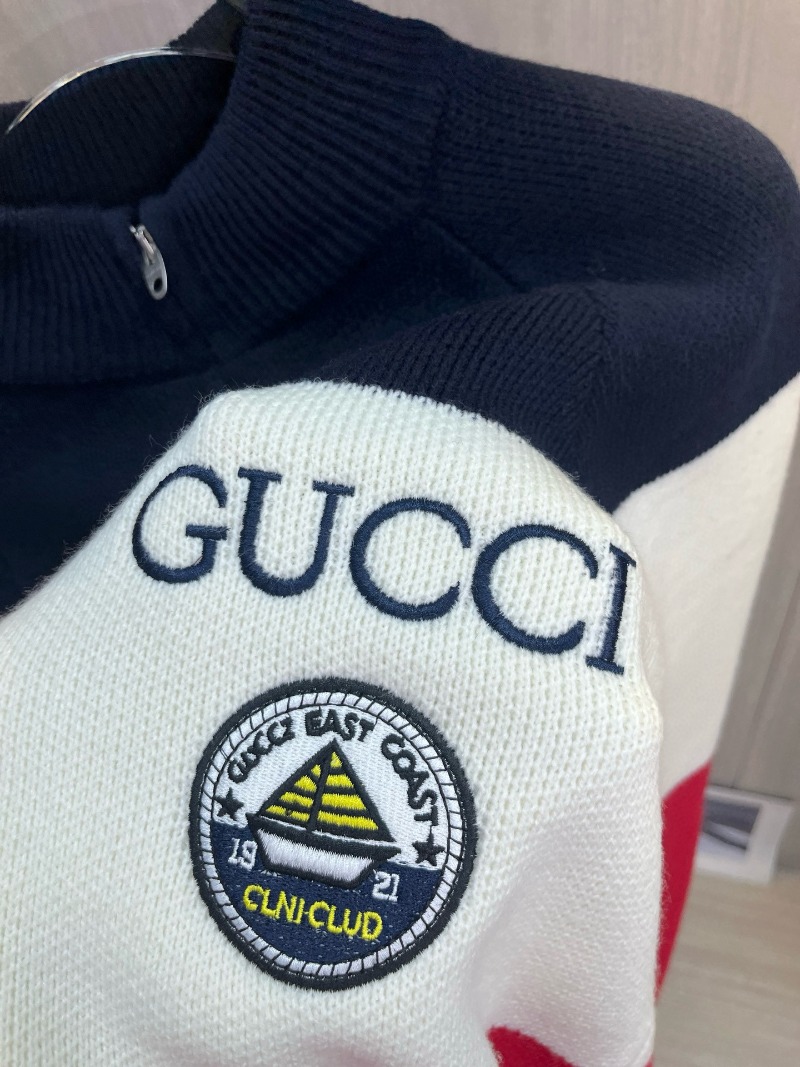 GUCCI
GUCCI EAST COAST
19 21
CLNI·CLUD